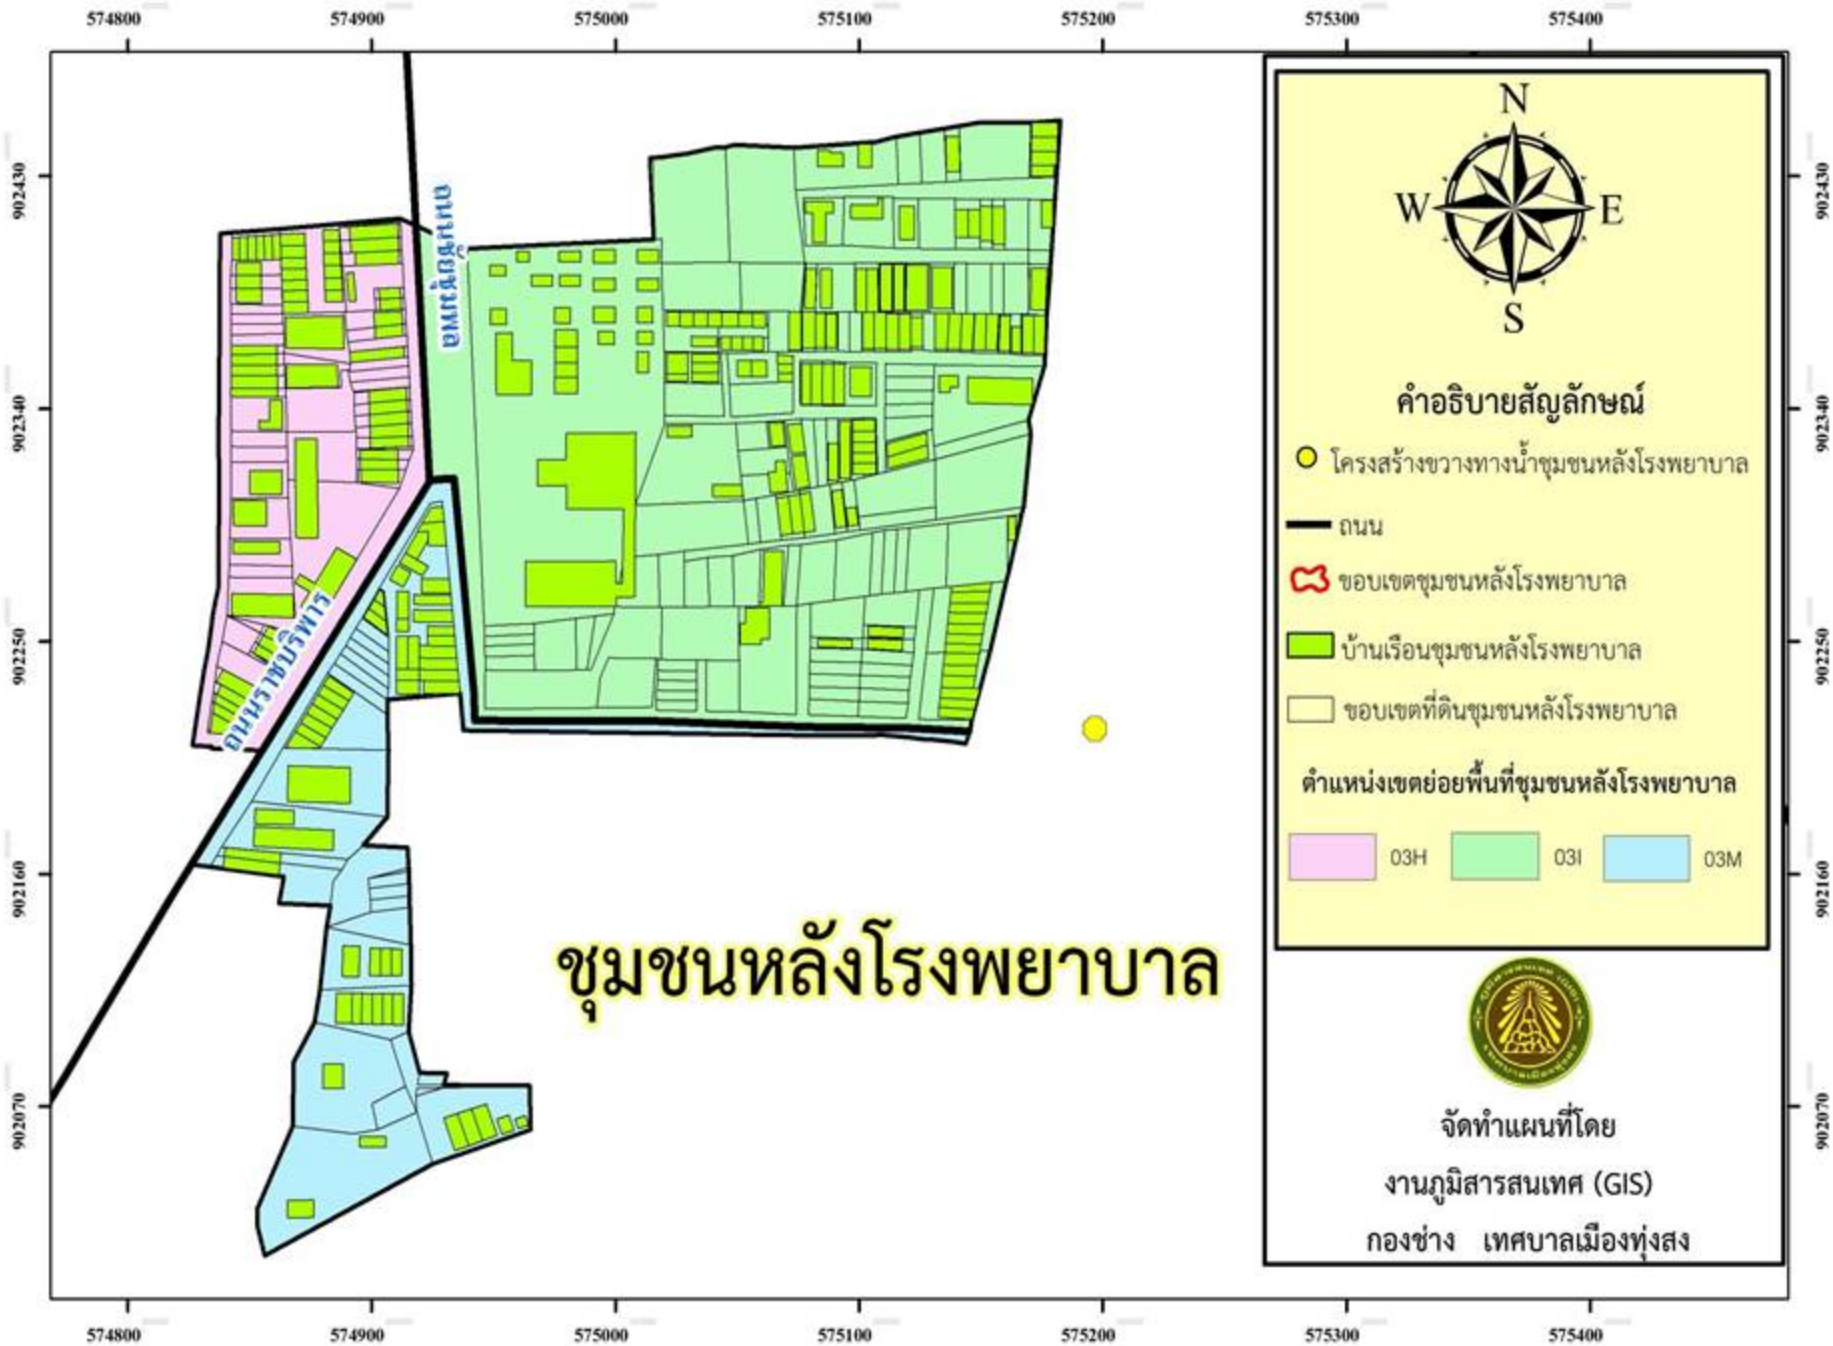 574800 574900 575000 575100 575200 575300 575400
902430 902340 902250 902160 902070
ถนนราชบริพาร
ชุมชนหลังโรงพยาบาล
N
W E
S
คำอธิบายสัญลักษณ์
โครงสร้างขวางทางน้ำชุมชนหลังโรงพยาบาล
ถนน
ขอบเขตชุมชนหลังโรงพยาบาล
บ้านเรือนชุมชนหลังโรงพยาบาล
ขอบเขตที่ดินชุมชนหลังโรงพยาบาล
ตำแหน่งเขตย่อยพื้นที่ชุมชนหลังโรงพยาบาล
03H 03I 03M
จัดทำแผนที่โดย
งานภูมิสารสนเทศ (GIS)
กองช่าง เทศบาลเมืองทุ่งสง
902430 902340 902250 902160 902070
574800 574900 575000 575100 575200 575300 575400